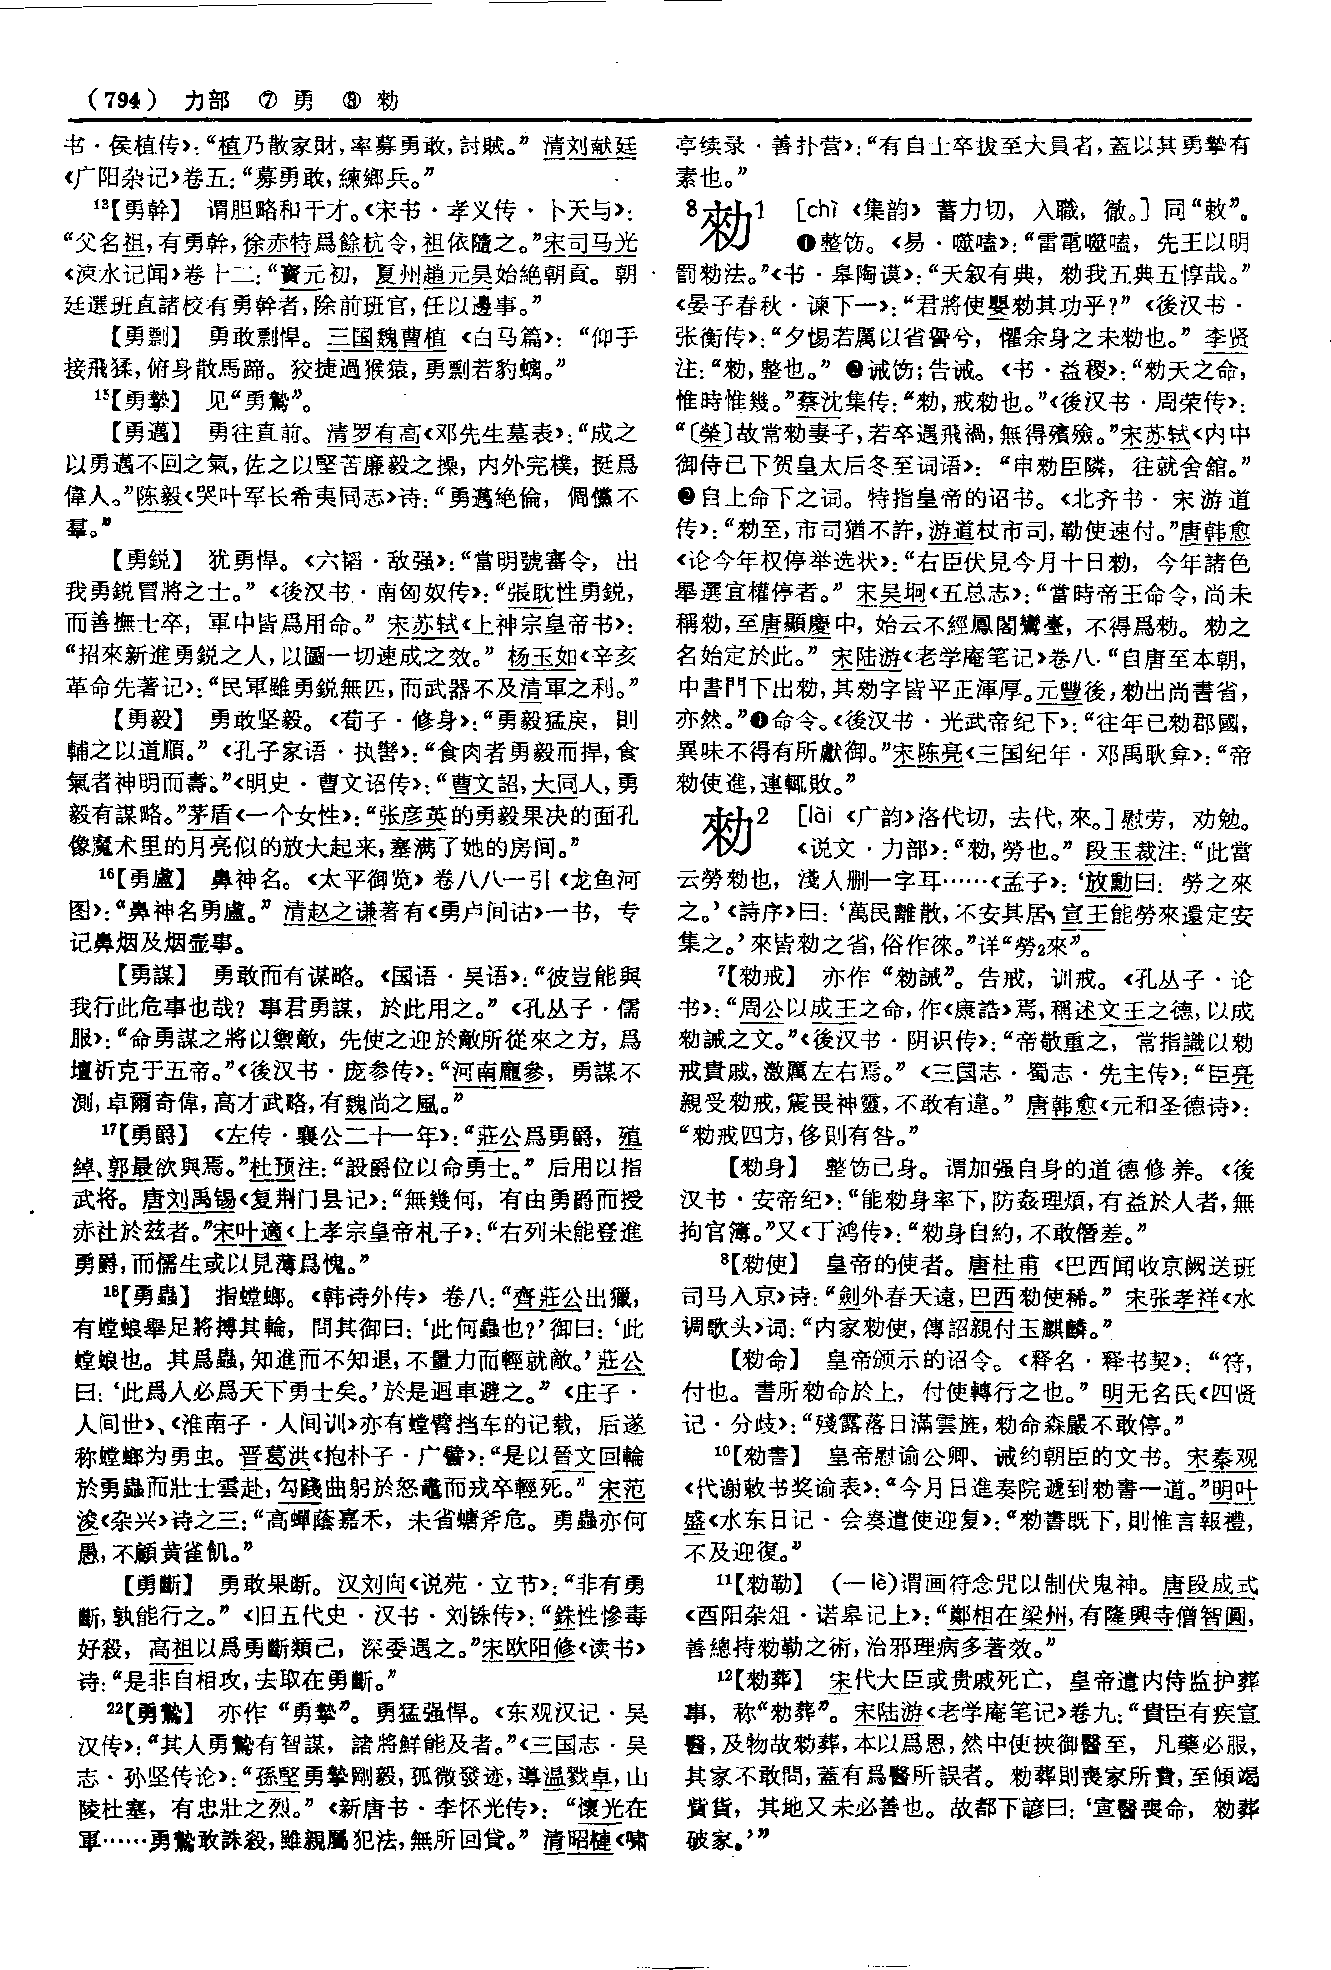 （794） 力部 ⑦ 勇 ⑧ 勑
书·侯植传》：“植乃散家財，率募勇敢，討賊。” 清刘献廷
《广阳杂记》卷五：“募勇敢，練鄉兵。”
¹³【勇幹】 谓胆略和干才。《宋书·孝义传·卜天与》：
“父名祖，有勇幹，徐赤特爲餘杭令，祖依隨之。”宋司马光
《涑水记闻》卷十二：“寶元初，夏州趙元昊始絶朝貢。朝
廷選班直諸校有勇幹者，除前班官，任以邊事。”
【勇剽】 勇敢剽悍。三国魏曹植《白马篇》：“仰手
接飛猱，俯身散馬蹄。狡捷過猴猿，勇剽若豹螭。”
¹⁵【勇摯】 见“勇鷙”。
【勇邁】 勇往直前。清罗有高《邓先生墓表》：“成之
以勇邁不回之氣，佐之以堅苦廉毅之操，内外完樸，挺爲
偉人。”陈毅《哭叶军长希夷同志》诗：“勇邁絶倫，倜儻不
羣。”
【勇鋭】 犹勇悍。《六韬·敌强》：“當明號審令，出
我勇鋭冒將之士。”《後汉书·南匈奴传》：“張耽性勇鋭，
而善撫士卒，軍中皆爲用命。” 宋苏轼《上神宗皇帝书》：
“招來新進勇鋭之人，以圖一切速成之效。” 杨玉如《辛亥
革命先著记》：“民軍雖勇鋭無匹，而武器不及清軍之利。”
【勇毅】 勇敢坚毅。《荀子·修身》：“勇毅猛戾，則
輔之以道順。”《孔子家语·执辔》：“食肉者勇毅而捍，食
氣者神明而壽。”《明史·曹文诏传》：“曹文詔，大同人，勇
毅有謀略。”茅盾《一个女性》：“张彦英的勇毅果决的面孔
像魔术里的月亮似的放大起来，塞满了她的房间。”
¹⁶【勇盧】 鼻神名。《太平御览》卷八八一引《龙鱼河
图》：“鼻神名勇盧。” 清赵之谦著有《勇卢间诘》一书，专
记鼻烟及烟壶事。
【勇謀】 勇敢而有谋略。《国语·吴语》：“彼豈能與
我行此危事也哉？事君勇謀，於此用之。”《孔丛子·儒
服》：“命勇謀之將以禦敵，先使之迎於敵所從來之方，爲
壇祈克于五帝。”《後汉书·庞参传》：“河南龐參，勇謀不
測，卓爾奇偉，高才武略，有魏尚之風。”
¹⁷【勇爵】 《左传·襄公二十一年》：“莊公爲勇爵，殖
綽、郭最欲與焉。”杜预注：“設爵位以命勇士。” 后用以指
武将。唐刘禹锡《复荆门县记》：“無幾何，有由勇爵而授
赤社於兹者。”宋叶適《上孝宗皇帝札子》：“右列未能登進
勇爵，而儒生或以見薄爲愧。”
¹⁸【勇蟲】 指螳螂。《韩诗外传》卷八：“齊莊公出獵，
有螳蜋舉足將搏其輪，問其御曰：‘此何蟲也？’御曰：‘此
螳蜋也。其爲蟲，知進而不知退，不量力而輕就敵。’莊公
曰：‘此爲人必爲天下勇士矣。’於是迴車避之。”《庄子·
人间世》、《淮南子·人间训》亦有螳臂挡车的记载，后遂
称螳螂为勇虫。晋葛洪《抱朴子·广譬》：“是以晉文回輪
於勇蟲而壯士雲赴，勾踐曲躬於怒鼃而戎卒輕死。” 宋范
浚《杂兴》诗之三：“高蟬蔭嘉禾，未省螗斧危。勇蟲亦何
愚，不顧黄雀飢。”
【勇斷】 勇敢果断。汉刘向《说苑·立节》：“非有勇
斷，孰能行之。”《旧五代史·汉书·刘铢传》：“銖性慘毒
好殺，高祖以爲勇斷類己，深委遇之。”宋欧阳修《读书》
诗：“是非自相攻，去取在勇斷。”
²²【勇鷙】 亦作“勇摯”。勇猛强悍。《东观汉记·吴
汉传》：“其人勇鷙有智謀，諸將鮮能及者。”《三国志·吴
志·孙坚传论》：“孫堅勇摯剛毅，孤微發迹，導温戮卓，山
陵杜塞，有忠壯之烈。”《新唐书·李怀光传》：“懷光在
軍……勇鷙敢誅殺，雖親屬犯法，無所回貸。” 清昭槤《啸
亭续录·善扑营》：“有自士卒拔至大員者，蓋以其勇摯有
素也。”
⁸勑¹ ［chì《集韵》蓄力切，入職，徹。］同“敕”。
❶整饬。《易·噬嗑》：“雷電噬嗑，先王以明
罰勑法。”《书·皋陶谟》：“天叙有典，勑我五典五惇哉。”
《晏子春秋·谏下一》：“君將使嬰勑其功乎？”《後汉书·
张衡传》：“夕惕若厲以省諐兮，懼余身之未勑也。” 李贤
注：“勑，整也。” ❷诫饬；告诫。《书·益稷》：“勑天之命，
惟時惟幾。”蔡沈集传：“勑，戒勑也。”《後汉书·周荣传》：
“〔榮〕故常勑妻子，若卒遇飛禍，無得殯殮。”宋苏轼《内中
御侍已下贺皇太后冬至词语》：“申勑臣隣，往就舍館。”
❸自上命下之词。特指皇帝的诏书。《北齐书·宋游道
传》：“勑至，市司猶不許，游道杖市司，勒使速付。”唐韩愈
《论今年权停举选状》：“右臣伏見今月十日勑，今年諸色
舉選宜權停者。” 宋吴坰《五总志》：“當時帝王命令，尚未
稱勑，至唐顯慶中，始云不經鳳閣鸞臺，不得爲勑。勑之
名始定於此。” 宋陆游《老学庵笔记》卷八：“自唐至本朝，
中書門下出勑，其勑字皆平正渾厚。元豐後，勑出尚書省，
亦然。”❹命令。《後汉书·光武帝纪下》：“往年已勑郡國，
異味不得有所獻御。”宋陈亮《三国纪年·邓禹耿弇》：“帝
勑使進，連輒敗。”
勑² ［lài《广韵》洛代切，去代，來。］慰劳，劝勉。
《说文·力部》：“勑，勞也。” 段玉裁注：“此當
云勞勑也，淺人删一字耳……《孟子》：‘放勳曰：勞之來
之。’《詩序》曰：‘萬民離散，不安其居，宣王能勞來還定安
集之。’來皆勑之省，俗作徠。”详“勞₂來”。
⁷【勑戒】 亦作“勑誡”。告戒，训戒。《孔丛子·论
书》：“周公以成王之命，作《康誥》焉，稱述文王之德，以成
勑誡之文。”《後汉书·阴识传》：“帝敬重之，常指識以勑
戒貴戚，激厲左右焉。”《三国志·蜀志·先主传》：“臣亮
親受勑戒，震畏神靈，不敢有違。” 唐韩愈《元和圣德诗》：
“勑戒四方，侈則有咎。”
【勑身】 整饬己身。谓加强自身的道德修养。《後
汉书·安帝纪》：“能勑身率下，防姦理煩，有益於人者，無
拘官簿。”又《丁鸿传》：“勑身自約，不敢僭差。”
⁸【勑使】 皇帝的使者。唐杜甫《巴西闻收京阙送班
司马入京》诗：“劍外春天遠，巴西勑使稀。” 宋张孝祥《水
调歌头》词：“内家勑使，傳詔親付玉麒麟。”
【勑命】 皇帝颁示的诏令。《释名·释书契》：“符，
付也。書所勑命於上，付使轉行之也。” 明无名氏《四贤
记·分歧》：“殘露落日滿雲旌，勑命森嚴不敢停。”
¹⁰【勑書】 皇帝慰谕公卿、诫约朝臣的文书。宋秦观
《代谢敕书奖谕表》：“今月日進奏院遞到勑書一道。”明叶
盛《水东日记·会奏遣使迎复》：“勑書既下，則惟言報禮，
不及迎復。”
¹¹【勑勒】 （—lè）谓画符念咒以制伏鬼神。唐段成式
《酉阳杂俎·诺皋记上》：“鄭相在梁州，有隆興寺僧智圓，
善總持勑勒之術，治邪理病多著效。”
¹²【勑葬】 宋代大臣或贵戚死亡，皇帝遣内侍监护葬
事，称“勑葬”。宋陆游《老学庵笔记》卷九：“貴臣有疾宣
醫，及物故勑葬，本以爲恩，然中使挾御醫至，凡藥必服，
其家不敢問，蓋有爲醫所誤者。勑葬則喪家所費，至傾竭
貲貨，其地又未必善也。故都下諺曰：‘宣醫喪命，勑葬
破家。’”